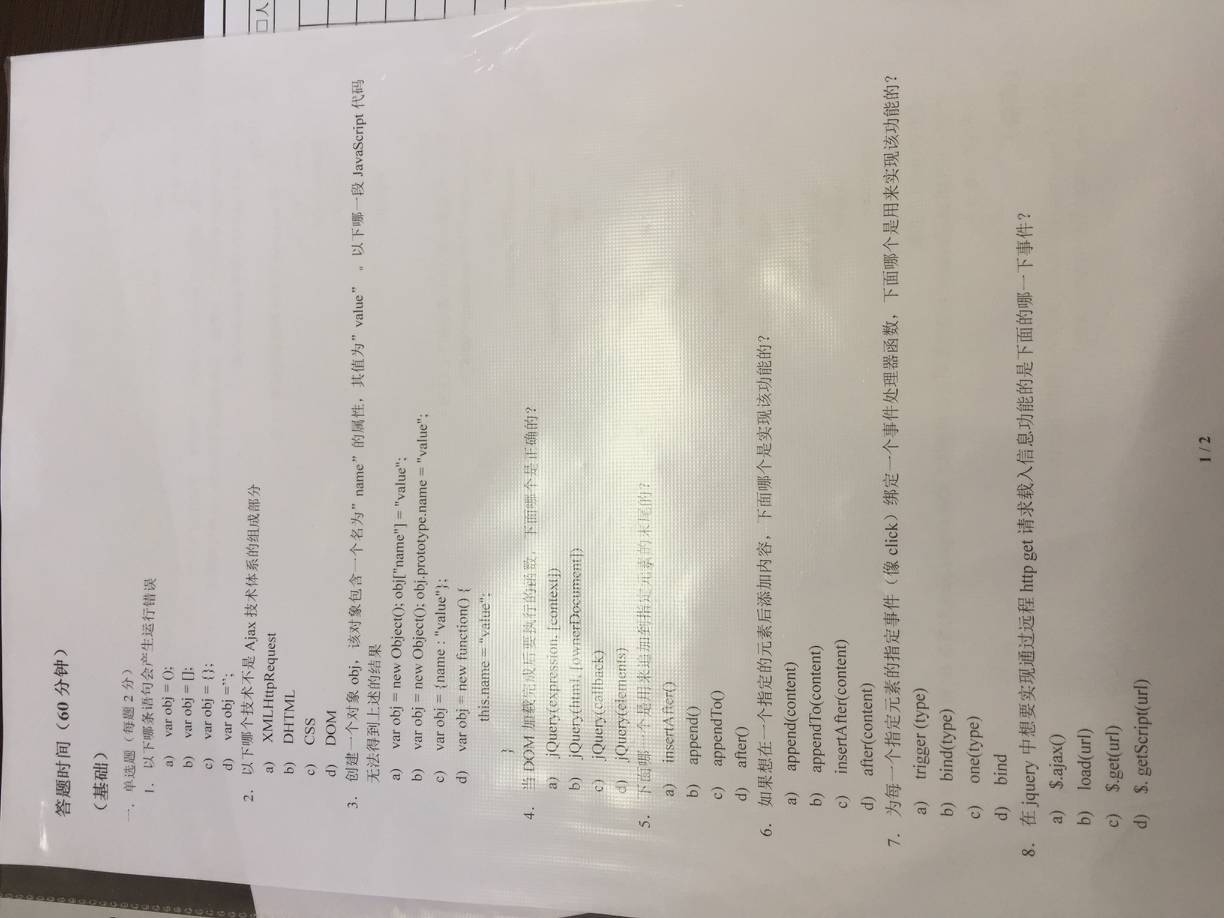 答题时间（60 分钟）
（基础）
一．单选题（每题 2 分）
1. 以下哪条语句会产生运行错误
a) var obj = ();
b) var obj = [];
c) var obj = {};
d) var obj ='';
2. 以下哪个技术不是 Ajax 技术体系的组成部分
a) XMLHttpRequest
b) DHTML
c) CSS
d) DOM
3. 创建一个对象 obj，该对象包含一个名为”name”的属性，其值为”value” 。以下哪一段 JavaScript 代码
无法得到上述的结果
a) var obj = new Object(); obj["name"] = "value";
b) var obj = new Object(); obj.prototype.name = "value";
c) var obj = {name : "value"};
d) var obj = new function() {
this.name = "value";
}
4. 当 DOM 加载完成后要执行的函数，下面哪个是正确的？
a) jQuery(expression, [context])
b) jQuery(html, [ownerDocument])
c) jQuery(callback)
d) jQuery(elements)
5. 下面哪一个是用来追加到指定元素的末尾的？
a) insertAfter()
b) append()
c) appendTo()
d) after()
6. 如果想在一个指定的元素后添加内容，下面哪个是实现该功能的？
a) append(content)
b) appendTo(content)
c) insertAfter(content)
d) after(content)
7. 为每一个指定元素的指定事件（像 click）绑定一个事件处理器函数，下面哪个是用来实现该功能的？
a) trigger (type)
b) bind(type)
c) one(type)
d) bind
8. 在 jquery 中想要实现通过远程 http get 请求载入信息功能的是下面的哪一下事件？
a) $.ajax()
b) load(url)
c) $.get(url)
d) $. getScript(url)
1 / 2
□人